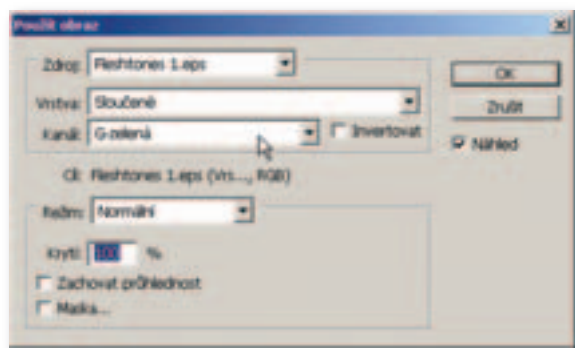 Použít obraz
Zdroj: Fleshtones 1.eps
OK
Vrstva: Sloučené
Zrušit
Kanál: G-zelená
Invertovat
Náhled
Cíl: Fleshtones 1.eps (Vrs..., RGB)
Režim: Normální
Krytí: 100 %
Zachovat průhlednost
Maska...